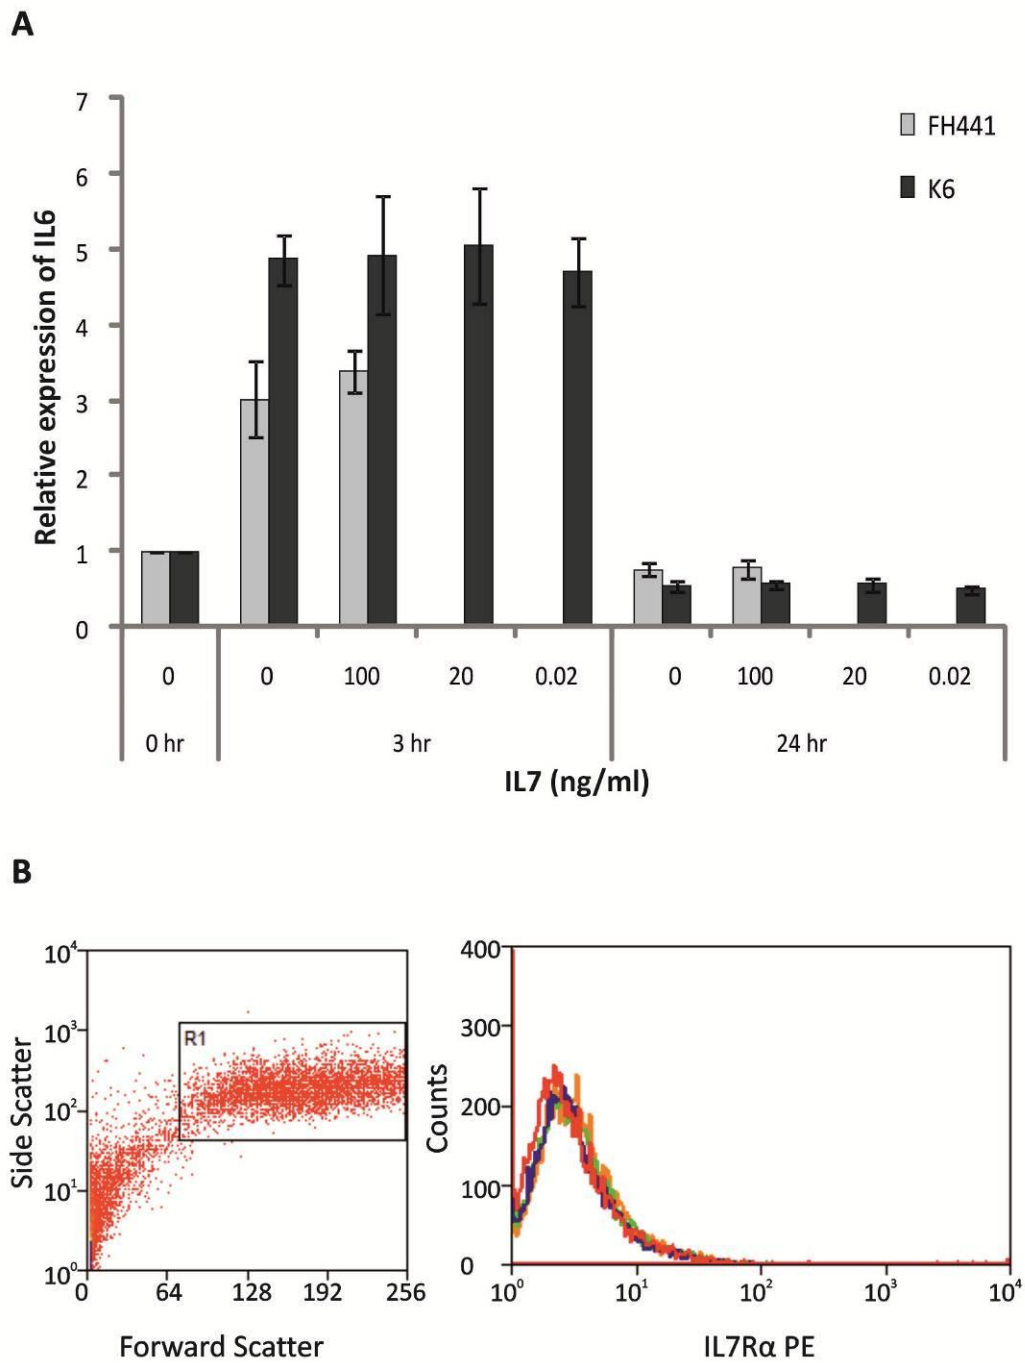 A
7
6
5
4
3
2
1
0
Relative expression of IL6
FH441
K6
0 0 100 20 0.02 0 100 20 0.02
0 hr 3 hr 24 hr
IL7 (ng/ml)
B
10⁴
10³
10²
10¹
10⁰
Side Scatter
R1
0 64 128 192 256
Forward Scatter
400
300
200
100
0
Counts
10⁰ 10¹ 10² 10³ 10⁴
IL7Rα PE